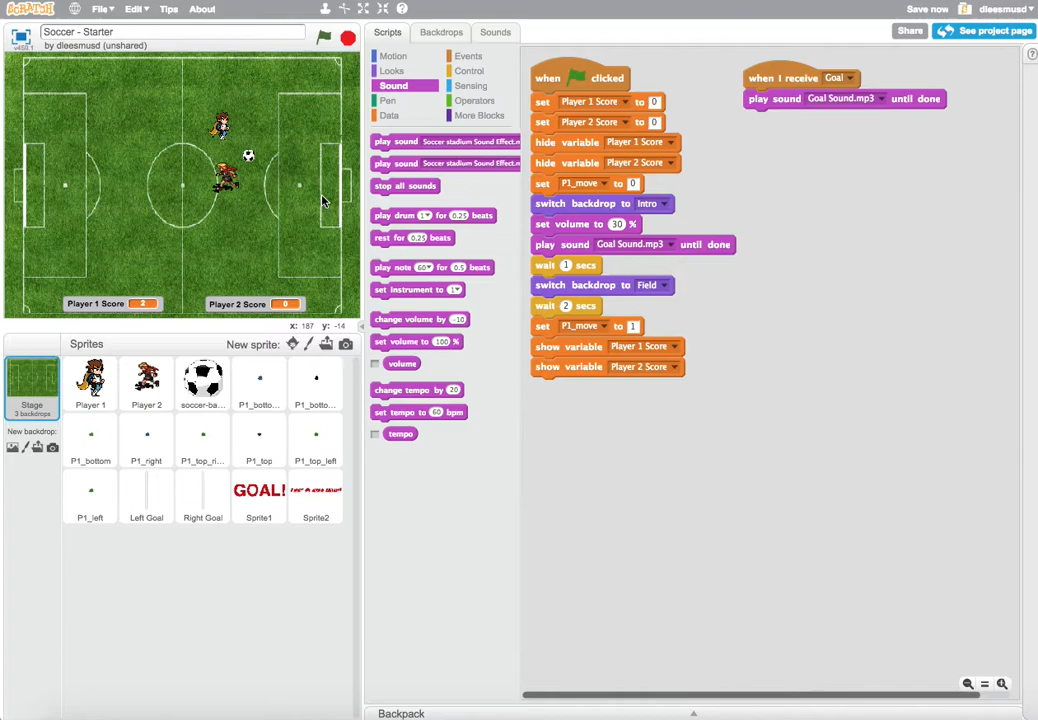 SCRATCH File Edit Tips About Save now dleesmusd
Soccer - Starter
v459.1 by dleesmusd (unshared)
Scripts Backdrops Sounds
Share See project page
Motion Events
Looks Control
Sound Sensing
Pen Operators
Data More Blocks
play sound Soccer stadium Sound Effect.m
play sound Soccer stadium Sound Effect.m
stop all sounds
play drum 1 for 0.25 beats
rest for 0.25 beats
play note 60 for 0.5 beats
set instrument to 1
change volume by -10
set volume to 100 %
volume
change tempo by 20
set tempo to 60 bpm
tempo
when clicked
set Player 1 Score to 0
set Player 2 Score to 0
hide variable Player 1 Score
hide variable Player 2 Score
set P1_move to 0
switch backdrop to Intro
set volume to 30 %
play sound Goal Sound.mp3 until done
wait 1 secs
switch backdrop to Field
wait 2 secs
set P1_move to 1
show variable Player 1 Score
show variable Player 2 Score
when I receive Goal
play sound Goal Sound.mp3 until done
Player 1 Score 2 Player 2 Score 0
x: 187 y: -14
Sprites New sprite:
Stage
3 backdrops
New backdrop:
Player 1 Player 2 soccer-ba... P1_botto... P1_botto...
P1_bottom P1_right P1_top_ri... P1_top P1_top_left
GOAL!
P1_left Left Goal Right Goal Sprite1 Sprite2
Backpack